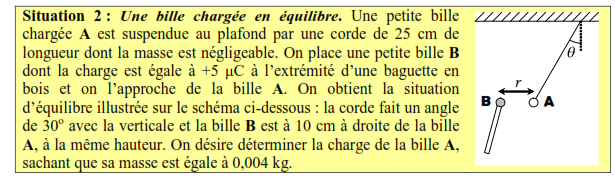 Situation 2 : Une bille chargée en équilibre. Une petite bille
chargée A est suspendue au plafond par une corde de 25 cm de
longueur dont la masse est négligeable. On place une petite bille B
dont la charge est égale à +5 μC à l'extrémité d'une baguette en
bois et on l'approche de la bille A. On obtient la situation
d'équilibre illustrée sur le schéma ci-dessous : la corde fait un angle
de 30º avec la verticale et la bille B est à 10 cm à droite de la bille
A, à la même hauteur. On désire déterminer la charge de la bille A,
sachant que sa masse est égale à 0,004 kg.
θ
r
B A